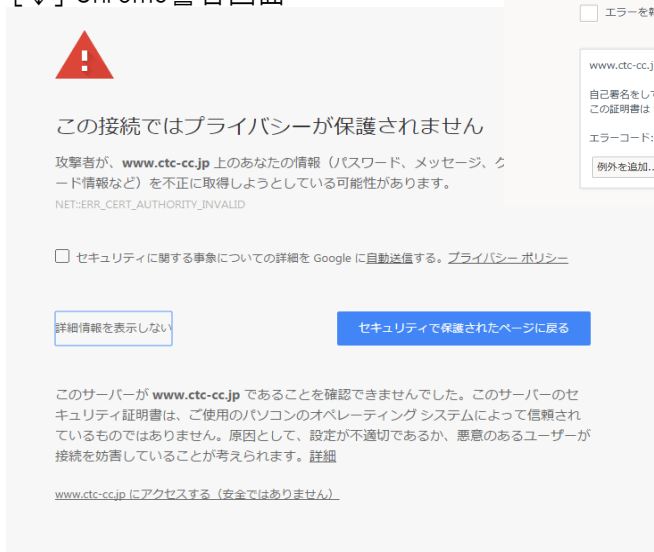 [↓] Chrome警告画面
エラーを報
www.ctc-cc.j
自己署名をして
この証明書は
エラーコード:
例外を追加...
この接続ではプライバシーが保護されません
攻撃者が、www.ctc-cc.jp 上のあなたの情報（パスワード、メッセージ、ク
ード情報など）を不正に取得しようとしている可能性があります。
NET::ERR_CERT_AUTHORITY_INVALID
セキュリティに関する事象についての詳細を Google に自動送信する。プライバシー ポリシー
詳細情報を表示しない
セキュリティで保護されたページに戻る
このサーバーが www.ctc-cc.jp であることを確認できませんでした。このサーバーのセ
キュリティ証明書は、ご使用のパソコンのオペレーティング システムによって信頼され
ているものではありません。原因として、設定が不適切であるか、悪意のあるユーザーが
接続を妨害していることが考えられます。詳細
www.ctc-cc.jp にアクセスする（安全ではありません）